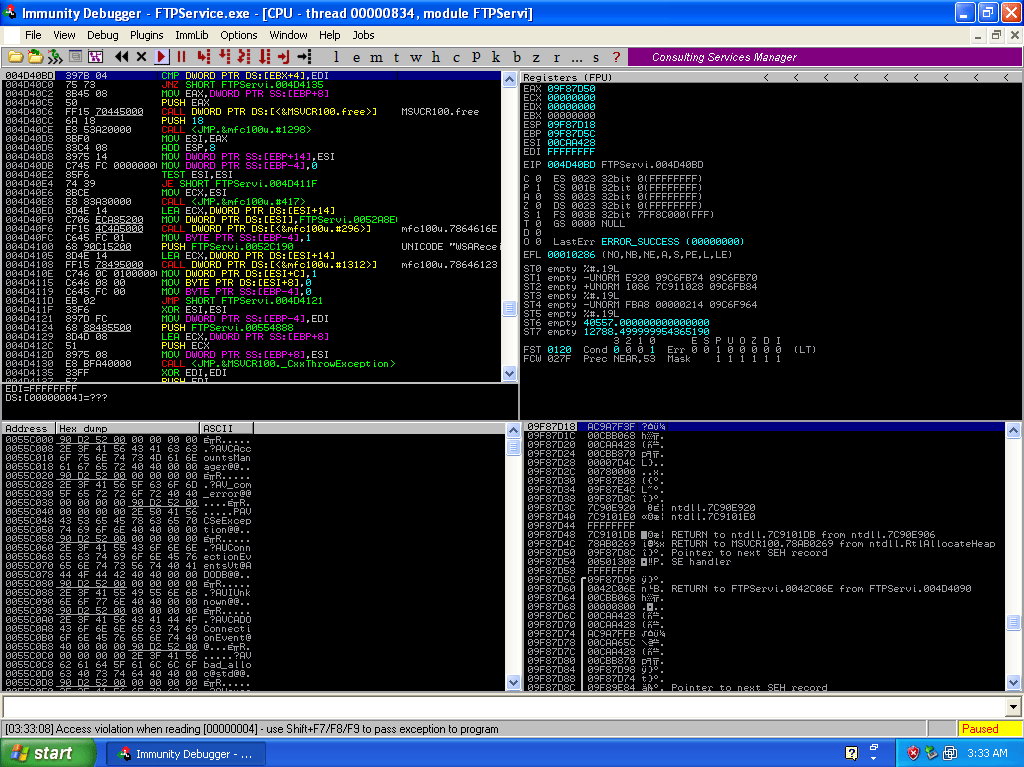 Immunity Debugger - FTPService.exe - [CPU - thread 00000834, module FTPServi]
File View Debug Plugins ImmLib Options Window Help Jobs
l e m t w h c p k b z r ... s ? Consulting Services Manager
004D40BD 397B 04 CMP DWORD PTR DS:[EBX+4],EDI
004D40C0 75 73 JNZ SHORT FTPServi.004D4135
004D40C2 8B45 08 MOV EAX,DWORD PTR SS:[EBP+8]
004D40C5 50 PUSH EAX
004D40C6 FF15 70445000 CALL DWORD PTR DS:[<&MSVCR100.free>] MSVCR100.free
004D40CC 6A 18 PUSH 18
004D40CE E8 53A20000 CALL <JMP.&mfc100u.#1298>
004D40D3 8BF0 MOV ESI,EAX
004D40D5 83C4 08 ADD ESP,8
004D40D8 8975 14 MOV DWORD PTR SS:[EBP+14],ESI
004D40DB C745 FC 00000000 MOV DWORD PTR SS:[EBP-4],0
004D40E2 85F6 TEST ESI,ESI
004D40E4 74 39 JE SHORT FTPServi.004D411F
004D40E6 8BCE MOV ECX,ESI
004D40E8 E8 83A30000 CALL <JMP.&mfc100u.#417>
004D40ED 8D4E 14 LEA ECX,DWORD PTR DS:[ESI+14]
004D40F0 C706 ECA85200 MOV DWORD PTR DS:[ESI],FTPServi.0052A8EC
004D40F6 FF15 4C4A5000 CALL DWORD PTR DS:[<&mfc100u.#296>] mfc100u.7864616E
004D40FC C645 FC 01 MOV BYTE PTR SS:[EBP-4],1
004D4100 68 90C15200 PUSH FTPServi.0052C190 UNICODE "WSARecei
004D4105 8D4E 14 LEA ECX,DWORD PTR DS:[ESI+14]
004D4108 FF15 78495000 CALL DWORD PTR DS:[<&mfc100u.#1312>] mfc100u.78646123
004D410E C746 0C 01000000 MOV DWORD PTR DS:[ESI+C],1
004D4115 C646 08 00 MOV BYTE PTR DS:[ESI+8],0
004D4119 C645 FC 00 MOV BYTE PTR SS:[EBP-4],0
004D411D EB 02 JMP SHORT FTPServi.004D4121
004D411F 33F6 XOR ESI,ESI
004D4121 897D FC MOV DWORD PTR SS:[EBP-4],EDI
004D4124 68 88485500 PUSH FTPServi.00554888
004D4129 8D4D 08 LEA ECX,DWORD PTR SS:[EBP+8]
004D412C 51 PUSH ECX
004D412D 8975 08 MOV DWORD PTR SS:[EBP+8],ESI
004D4130 E8 BFA40000 CALL <JMP.&MSVCR100._CxxThrowException>
004D4135 33FF XOR EDI,EDI
004D4137 57 PUSH EDI
EDI=FFFFFFFF
DS:[00000004]=???
Registers (FPU) < < < < < < < < <
EAX 09F87D50
ECX 00000000
EDX 00000000
EBX 00000000
ESP 09F87D18
EBP 09F87D5C
ESI 00CAA428
EDI FFFFFFFF
EIP 004D40BD FTPServi.004D40BD
C 0 ES 0023 32bit 0(FFFFFFFF)
P 1 CS 001B 32bit 0(FFFFFFFF)
A 0 SS 0023 32bit 0(FFFFFFFF)
Z 0 DS 0023 32bit 0(FFFFFFFF)
S 1 FS 003B 32bit 7FF8C000(FFF)
T 0 GS 0000 NULL
D 0
O 0 LastErr ERROR_SUCCESS (00000000)
EFL 00010286 (NO,NB,NE,A,S,PE,L,LE)
ST0 empty %#.19L
ST1 empty -UNORM E920 09C6FB74 09C6FB70
ST2 empty +UNORM 1086 7C911028 09C6FB84
ST3 empty %#.19L
ST4 empty -UNORM FBA8 00000214 09C6F964
ST5 empty %#.19L
ST6 empty 40557.000000000000000
ST7 empty 12788.499999954365190
3 2 1 0 E S P U O Z D I
FST 0120 Cond 0 0 0 1 Err 0 0 1 0 0 0 0 0 (LT)
FCW 027F Prec NEAR,53 Mask 1 1 1 1 1 1
Address Hex dump ASCII
0055C000 90 D2 52 00 00 00 00 00
0055C008 2E 3F 41 56 43 41 63 63 .?AVCAcc
0055C010 6F 75 6E 74 73 4D 61 6E ountsMan
0055C018 61 67 65 72 40 40 00 00 ager@@..
0055C020 90 D2 52 00 00 00 00 00
0055C028 2E 3F 41 56 5F 63 6F 6D .?AV_com
0055C030 5F 65 72 72 6F 72 40 40 _error@@
0055C038 00 00 00 00 90 D2 52 00
0055C040 00 00 00 00 2E 50 41 56 .....PAV
0055C048 43 53 65 45 78 63 65 70 CSeExcep
0055C050 74 69 6F 6E 40 40 00 00 tion@@..
0055C058 90 D2 52 00 00 00 00 00
0055C060 2E 3F 41 56 43 6F 6E 6E .?AVConn
0055C068 65 63 74 69 6F 6E 45 76 ectionEv
0055C070 65 6E 74 73 56 74 40 41 entsVt@A
0055C078 44 4F 44 42 40 40 00 00 DODB@@..
0055C080 90 D2 52 00 00 00 00 00
0055C088 2E 3F 41 55 49 55 6E 6B .?AUIUnk
0055C090 6E 6F 77 6E 40 40 00 00 nown@@..
0055C098 90 D2 52 00 00 00 00 00
0055C0A0 2E 3F 41 56 43 41 44 4F .?AVCADO
0055C0A8 43 6F 6E 6E 65 63 74 69 Connecti
0055C0B0 6F 6E 45 76 65 6E 74 40 onEvent@
0055C0B8 40 00 00 00 90 D2 52 00
0055C0C0 00 00 00 00 2E 3F 41 56 .....?AV
0055C0C8 62 61 64 5F 61 6C 6C 6F bad_allo
0055C0D0 63 40 73 74 64 40 40 00 c@std@@.
0055C0D8 90 D2 52 00 00 00 00 00
09F87D18 AC9A7F3F
09F87D1C 00CBB068
09F87D20 00CAA428
09F87D24 00CBB870
09F87D28 00007D4C
09F87D2C 00780000
09F87D30 09F87B28
09F87D34 09F87E4C
09F87D38 09F87D8C
09F87D3C 7C90E920 ntdll.7C90E920
09F87D40 7C9101E0 ntdll.7C9101E0
09F87D44 FFFFFFFF
09F87D48 7C9101DB RETURN to ntdll.7C9101DB from ntdll.7C90E906
09F87D4C 78AB0269 RETURN to MSVCR100.78AB0269 from ntdll.RtlAllocateHeap
09F87D50 09F87D8C Pointer to next SEH record
09F87D54 00501308 SE handler
09F87D58 FFFFFFFF
09F87D5C 09F87D98
09F87D60 0042C06E RETURN to FTPServi.0042C06E from FTPServi.004D4090
09F87D64 00CBB068
09F87D68 00000800
09F87D6C 00CAA428
09F87D70 00CAA428
09F87D74 AC9A7FFB
09F87D78 00CAA65C
09F87D7C 00CAA428
09F87D80 00CBB870
09F87D84 09F87D98
09F87D88 09F87D74
09F87D8C 09F89E84 Pointer to next SEH record
[03:33:08] Access violation when reading [00000004] - use Shift+F7/F8/F9 to pass exception to program Paused
start Immunity Debugger - ... 3:33 AM